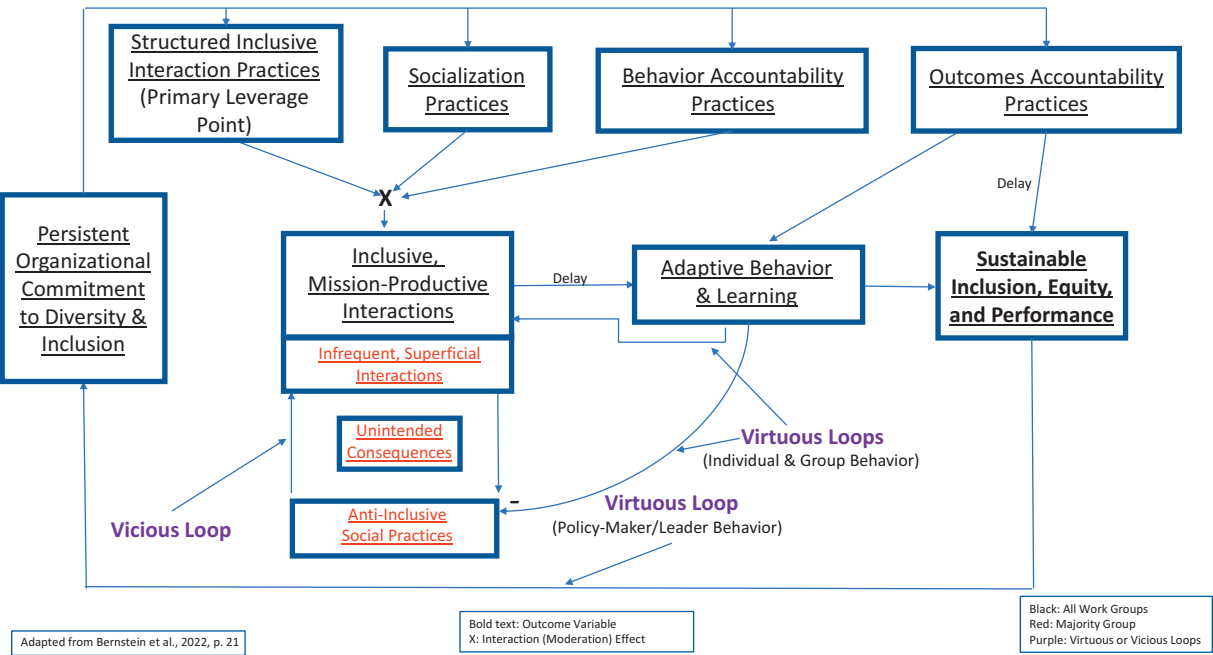 Structured Inclusive
Interaction Practices
(Primary Leverage
Point)
Socialization
Practices
Behavior Accountability
Practices
Outcomes Accountability
Practices
X
Delay
Persistent
Organizational
Commitment
to Diversity &
Inclusion
Inclusive,
Mission-Productive
Interactions
Delay
Adaptive Behavior
& Learning
Sustainable
Inclusion, Equity,
and Performance
Infrequent, Superficial
Interactions
Unintended
Consequences
Virtuous Loops
(Individual & Group Behavior)
Vicious Loop
Anti-Inclusive
Social Practices
-
Virtuous Loop
(Policy-Maker/Leader Behavior)
Adapted from Bernstein et al., 2022, p. 21
Bold text: Outcome Variable
X: Interaction (Moderation) Effect
Black: All Work Groups
Red: Majority Group
Purple: Virtuous or Vicious Loops